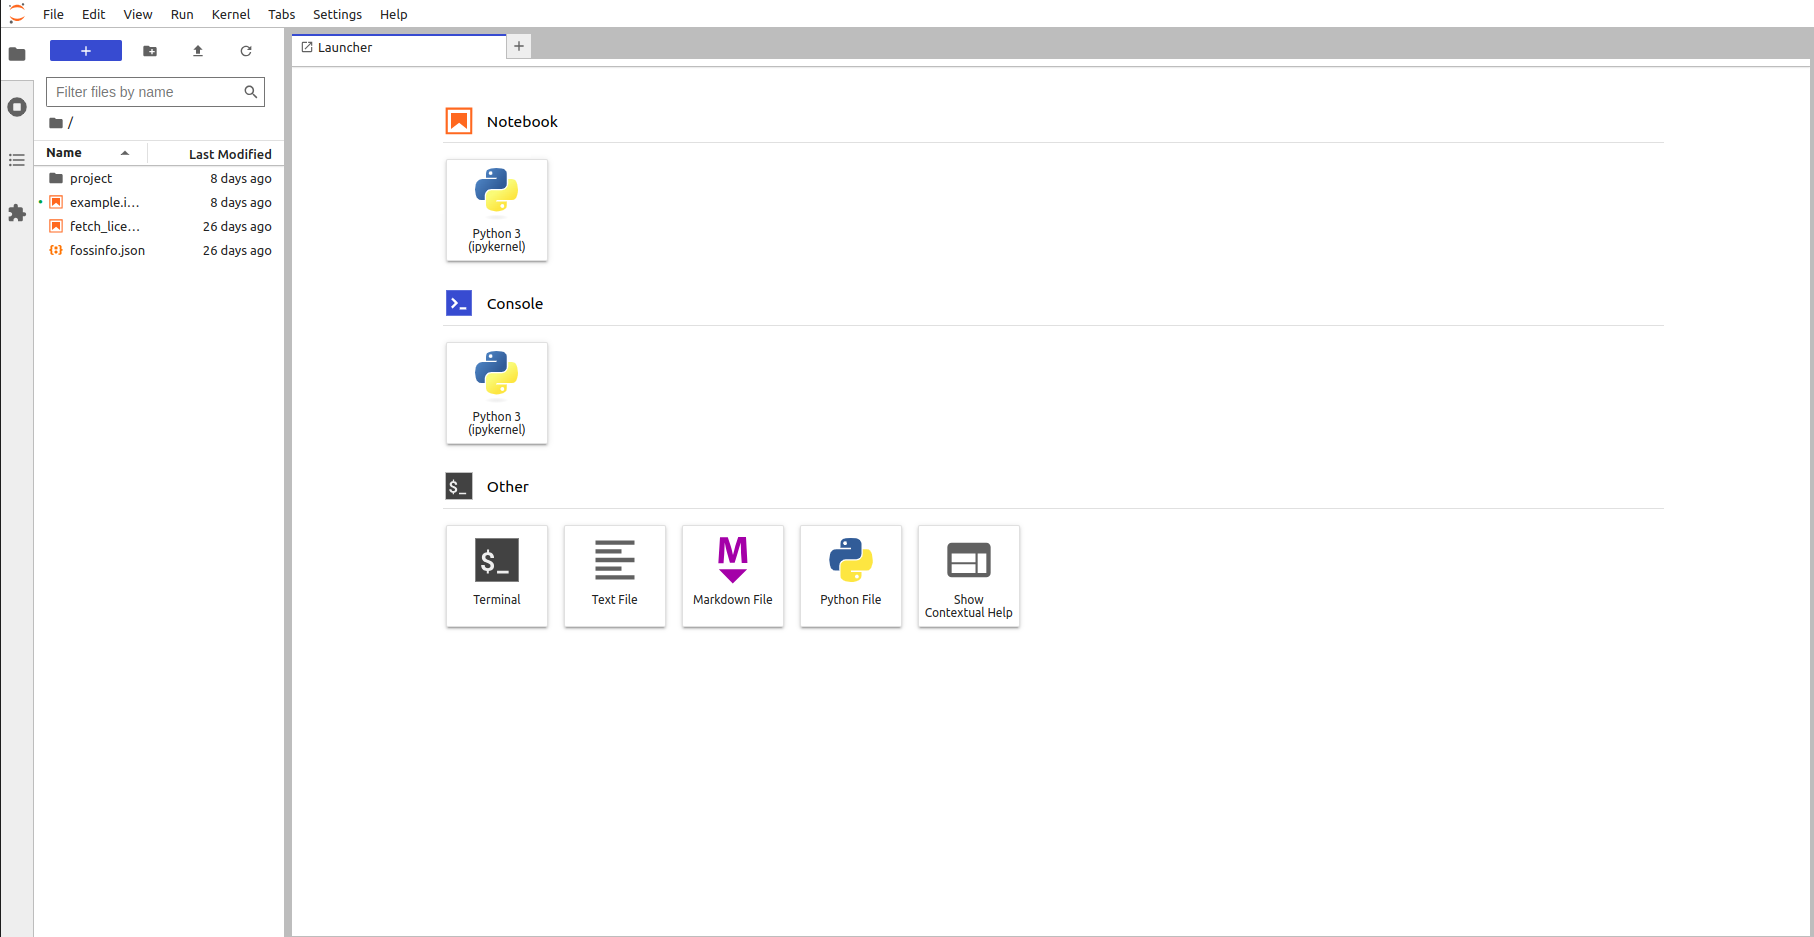 File Edit View Run Kernel Tabs Settings Help
Launcher
Filter files by name
/
Name Last Modified
project 8 days ago
example.i... 8 days ago
fetch_lice... 26 days ago
fossinfo.json 26 days ago
Notebook
Python 3
(ipykernel)
Console
Python 3
(ipykernel)
$_ Other
$_
M
Terminal
Text File
Markdown File
Python File
Show
Contextual Help